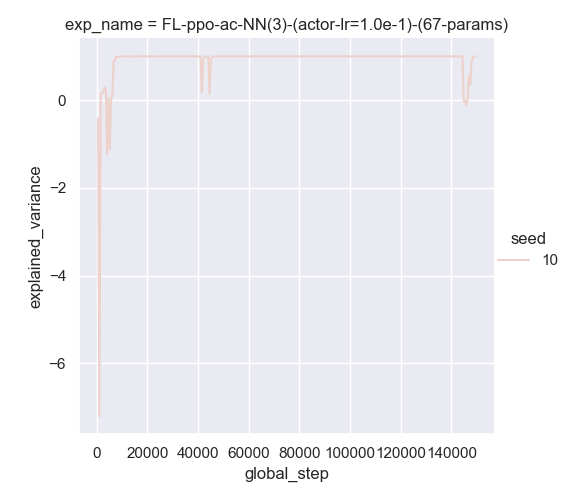 exp_name = FL-ppo-ac-NN(3)-(actor-lr=1.0e-1)-(67-params)
explained_variance
0
−2
−4
−6
0 20000 40000 60000 80000 100000 120000 140000
global_step
seed
10